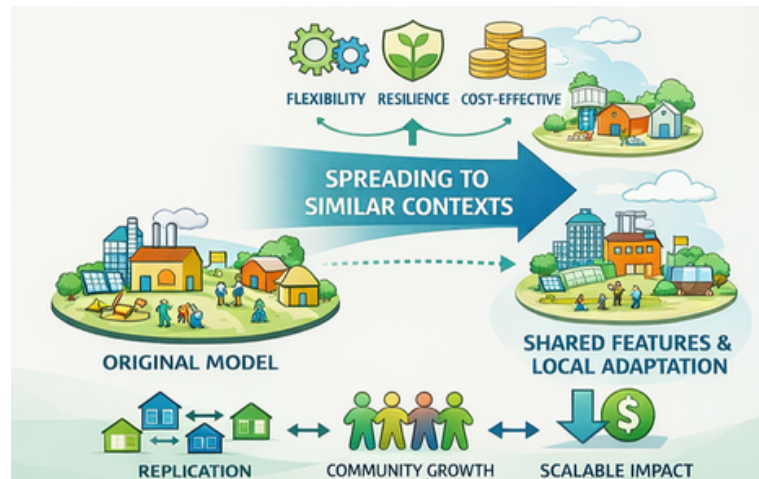 FLEXIBILITY RESILIENCE COST-EFFECTIVE
SPREADING TO
SIMILAR CONTEXTS
ORIGINAL MODEL
SHARED FEATURES &
LOCAL ADAPTATION
$
REPLICATION COMMUNITY GROWTH SCALABLE IMPACT